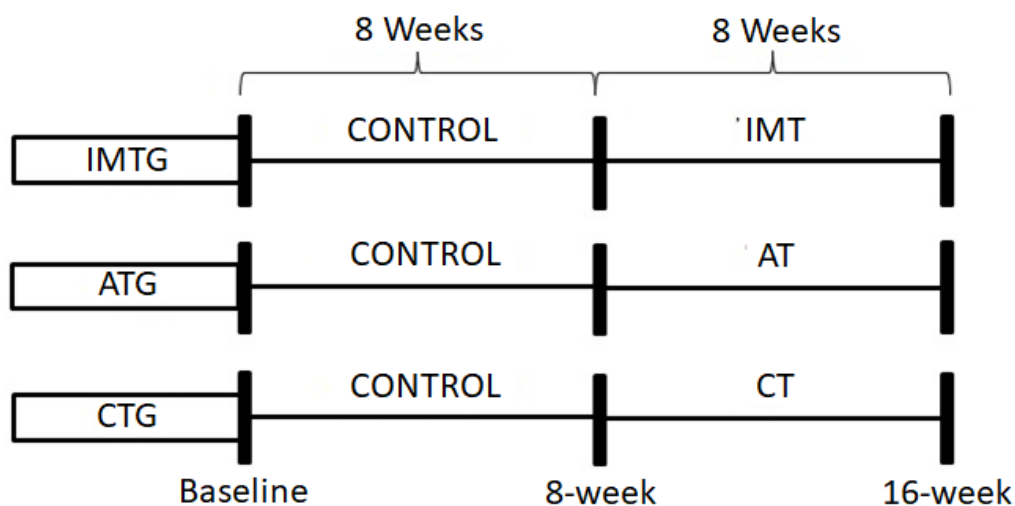 8 Weeks 8 Weeks
IMTG CONTROL IMT
ATG CONTROL AT
CTG CONTROL CT
Baseline 8-week 16-week